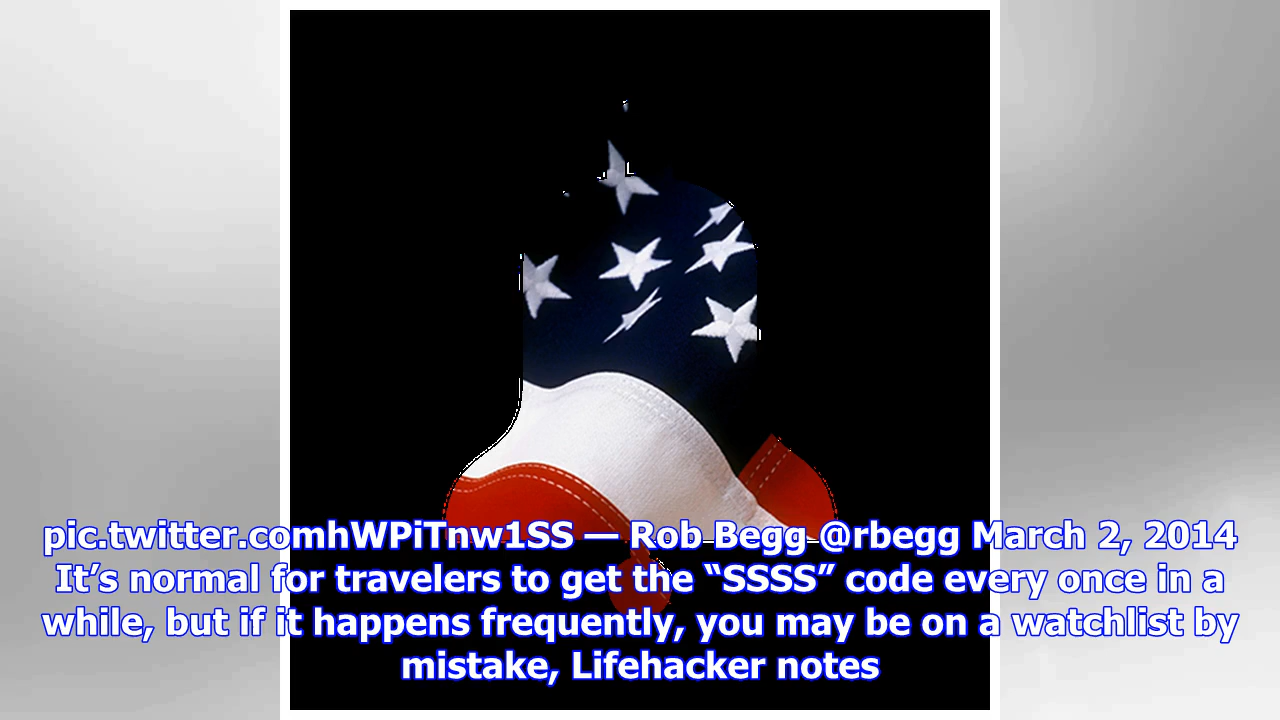 pic.twitter.comhWPiTnw1SS — Rob Begg @rbegg March 2, 2014
It’s normal for travelers to get the “SSSS” code every once in a
while, but if it happens frequently, you may be on a watchlist by
mistake, Lifehacker notes